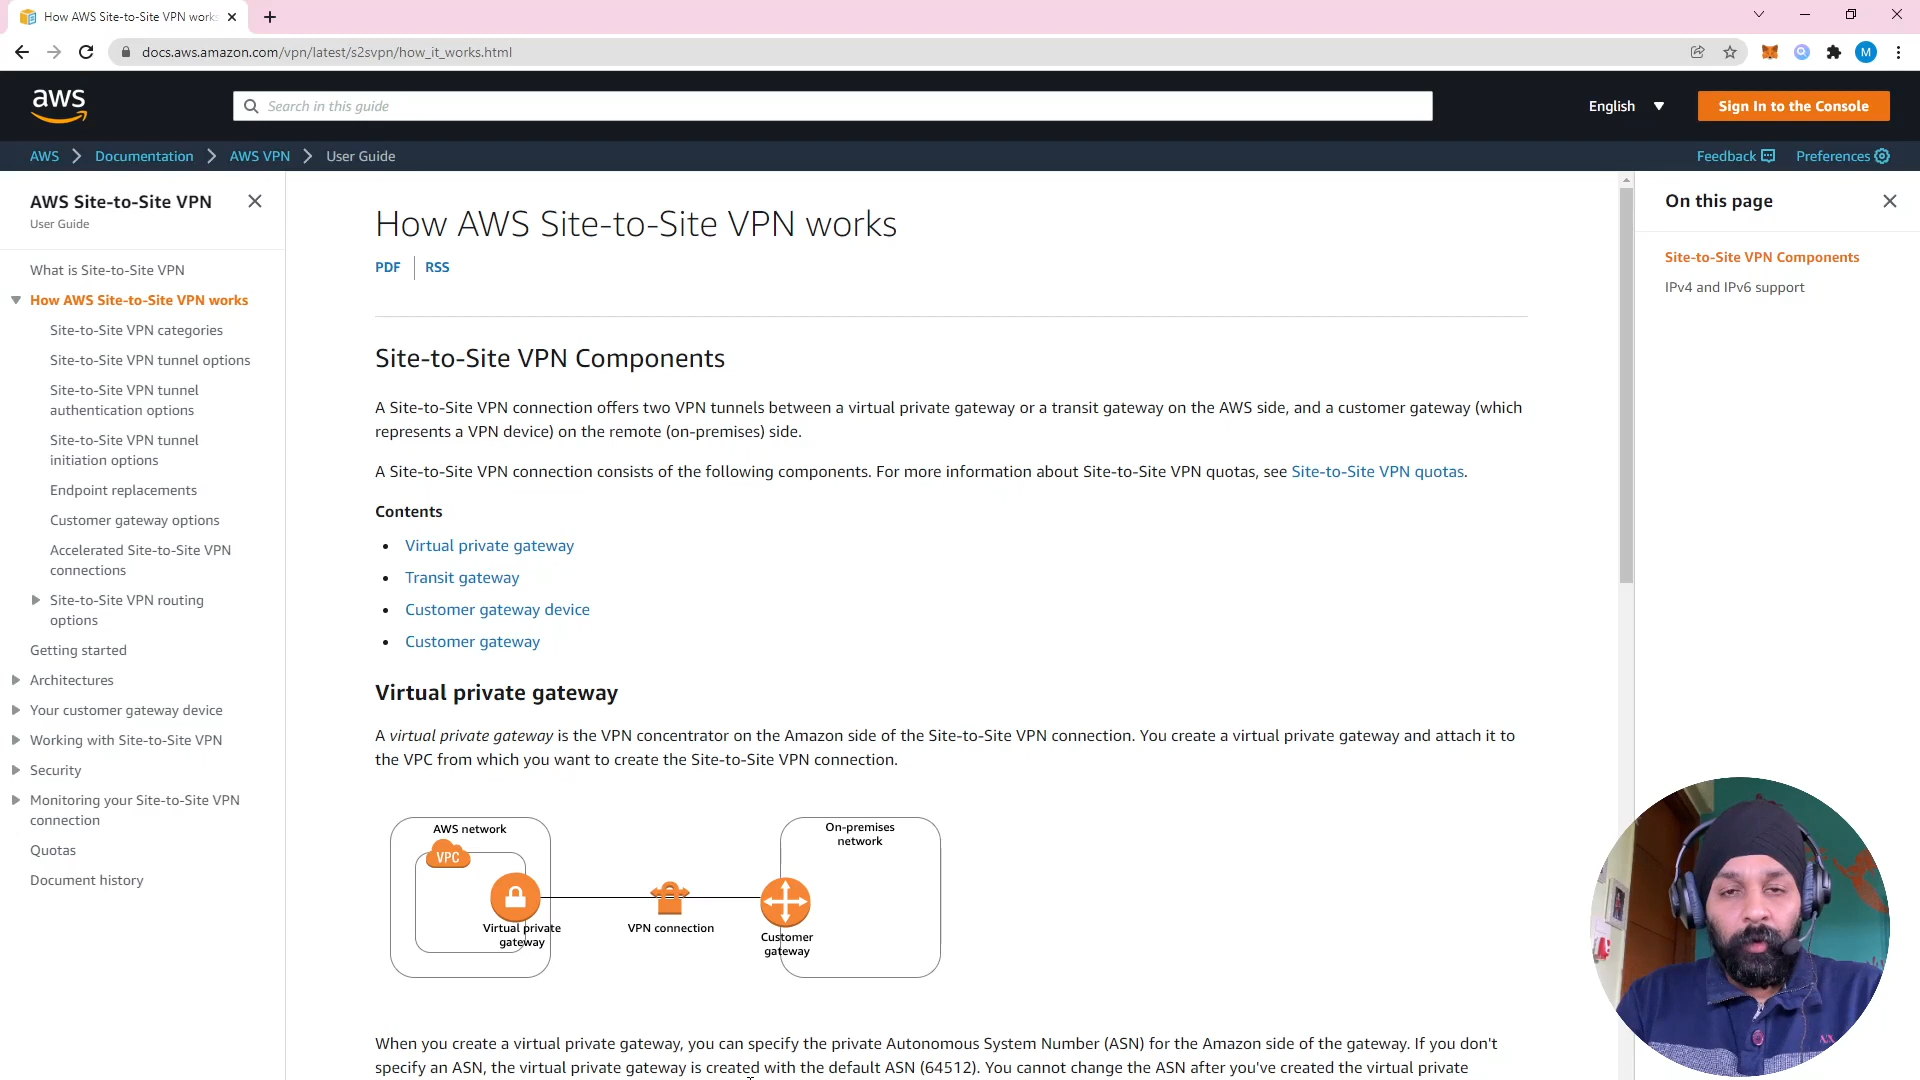 How AWS Site-to-Site VPN works
docs.aws.amazon.com/vpn/latest/s2svpn/how_it_works.html
M
aws
Search in this guide
English
Sign In to the Console
AWS
Documentation
AWS VPN
User Guide
Feedback
Preferences
AWS Site-to-Site VPN
User Guide
What is Site-to-Site VPN
How AWS Site-to-Site VPN works
Site-to-Site VPN categories
Site-to-Site VPN tunnel options
Site-to-Site VPN tunnel
authentication options
Site-to-Site VPN tunnel
initiation options
Endpoint replacements
Customer gateway options
Accelerated Site-to-Site VPN
connections
Site-to-Site VPN routing
options
Getting started
Architectures
Your customer gateway device
Working with Site-to-Site VPN
Security
Monitoring your Site-to-Site VPN
connection
Quotas
Document history
How AWS Site-to-Site VPN works
PDF
RSS
Site-to-Site VPN Components
A Site-to-Site VPN connection offers two VPN tunnels between a virtual private gateway or a transit gateway on the AWS side, and a customer gateway (which
represents a VPN device) on the remote (on-premises) side.
A Site-to-Site VPN connection consists of the following components. For more information about Site-to-Site VPN quotas, see Site-to-Site VPN quotas.
Contents
• Virtual private gateway
• Transit gateway
• Customer gateway device
• Customer gateway
Virtual private gateway
A virtual private gateway is the VPN concentrator on the Amazon side of the Site-to-Site VPN connection. You create a virtual private gateway and attach it to
the VPC from which you want to create the Site-to-Site VPN connection.
AWS network
VPC
Virtual private
gateway
VPN connection
Customer
gateway
On-premises
network
When you create a virtual private gateway, you can specify the private Autonomous System Number (ASN) for the Amazon side of the gateway. If you don't
specify an ASN, the virtual private gateway is created with the default ASN (64512). You cannot change the ASN after you've created the virtual private
On this page
Site-to-Site VPN Components
IPv4 and IPv6 support